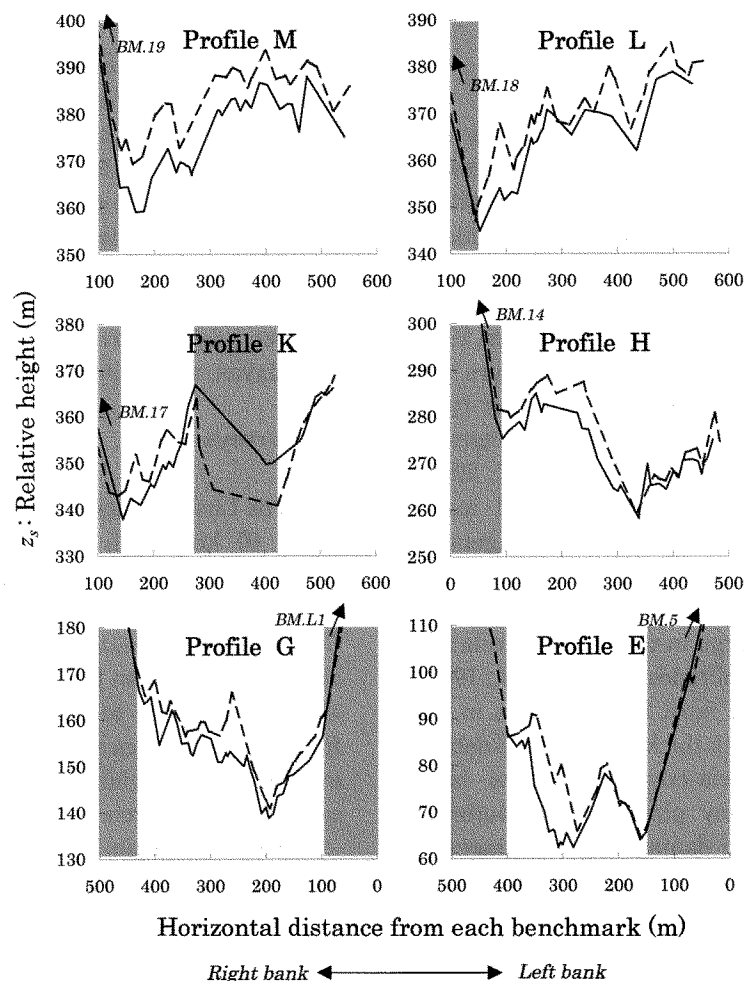 Profile M
BM.19
400
390
380
370
360
350
100 200 300 400 500 600
Profile L
BM.18
390
380
370
360
350
340
100 200 300 400 500 600
Profile K
BM.17
380
370
360
350
340
330
100 200 300 400 500 600
Profile H
BM.14
300
290
280
270
260
250
0 100 200 300 400 500
Profile G
BM.L1
180
170
160
150
140
130
500 400 300 200 100 0
Profile E
BM.5
110
100
90
80
70
60
500 400 300 200 100 0
zs : Relative height (m)
Horizontal distance from each benchmark (m)
Right bank Left bank